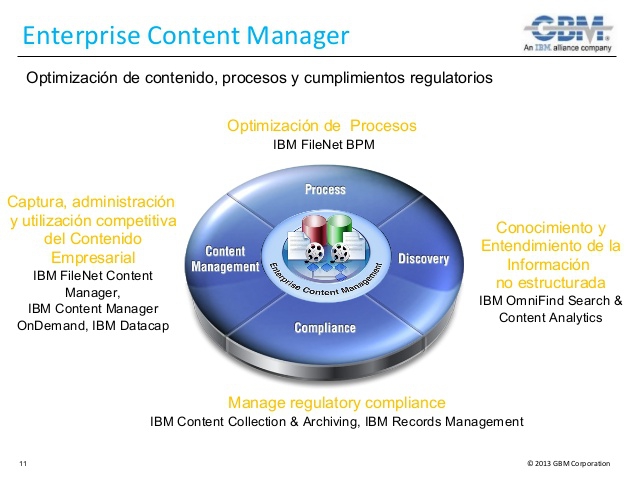 Enterprise Content Manager
GBM®
An IBM alliance company
Optimización de contenido, procesos y cumplimientos regulatorios
Optimización de  Procesos
IBM FileNet BPM
Captura, administración
y utilización competitiva
del Contenido
Empresarial
IBM FileNet Content
Manager,
IBM Content Manager
OnDemand, IBM Datacap
Process
Content
Management
Discovery
Compliance
Enterprise Content Management
Conocimiento y
Entendimiento de la
Información
no estructurada
IBM OmniFind Search &
Content Analytics
Manage regulatory compliance
IBM Content Collection & Archiving, IBM Records Management
11
© 2013 GBM Corporation